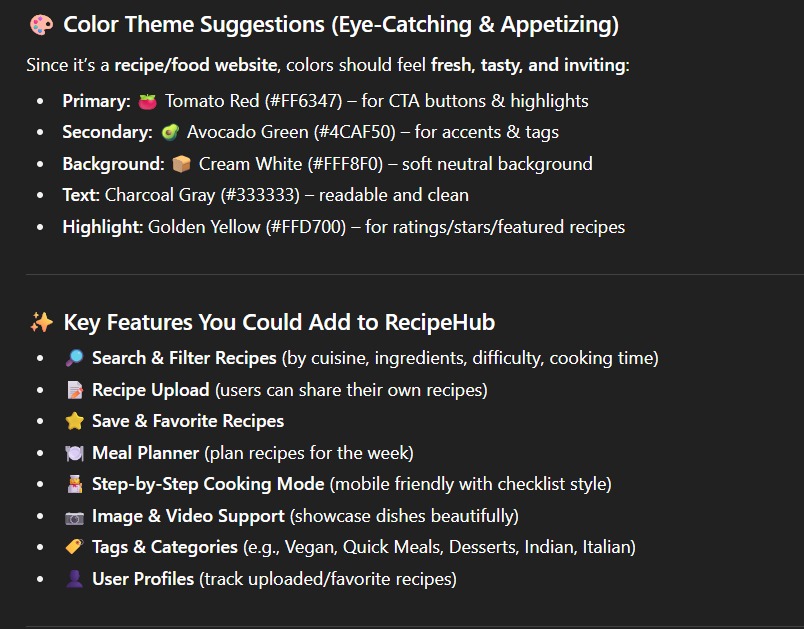 🎨 Color Theme Suggestions (Eye-Catching & Appetizing)
Since it’s a recipe/food website, colors should feel fresh, tasty, and inviting:
• Primary: 🍅 Tomato Red (#FF6347) – for CTA buttons & highlights
• Secondary: 🥑 Avocado Green (#4CAF50) – for accents & tags
• Background: 📦 Cream White (#FFF8F0) – soft neutral background
• Text: Charcoal Gray (#333333) – readable and clean
• Highlight: Golden Yellow (#FFD700) – for ratings/stars/featured recipes
✨ Key Features You Could Add to RecipeHub
• 🔎 Search & Filter Recipes (by cuisine, ingredients, difficulty, cooking time)
• 📝 Recipe Upload (users can share their own recipes)
• ⭐ Save & Favorite Recipes
• 🍽️ Meal Planner (plan recipes for the week)
• 👩‍🍳 Step-by-Step Cooking Mode (mobile friendly with checklist style)
• 📷 Image & Video Support (showcase dishes beautifully)
• 🏷️ Tags & Categories (e.g., Vegan, Quick Meals, Desserts, Indian, Italian)
• 👤 User Profiles (track uploaded/favorite recipes)